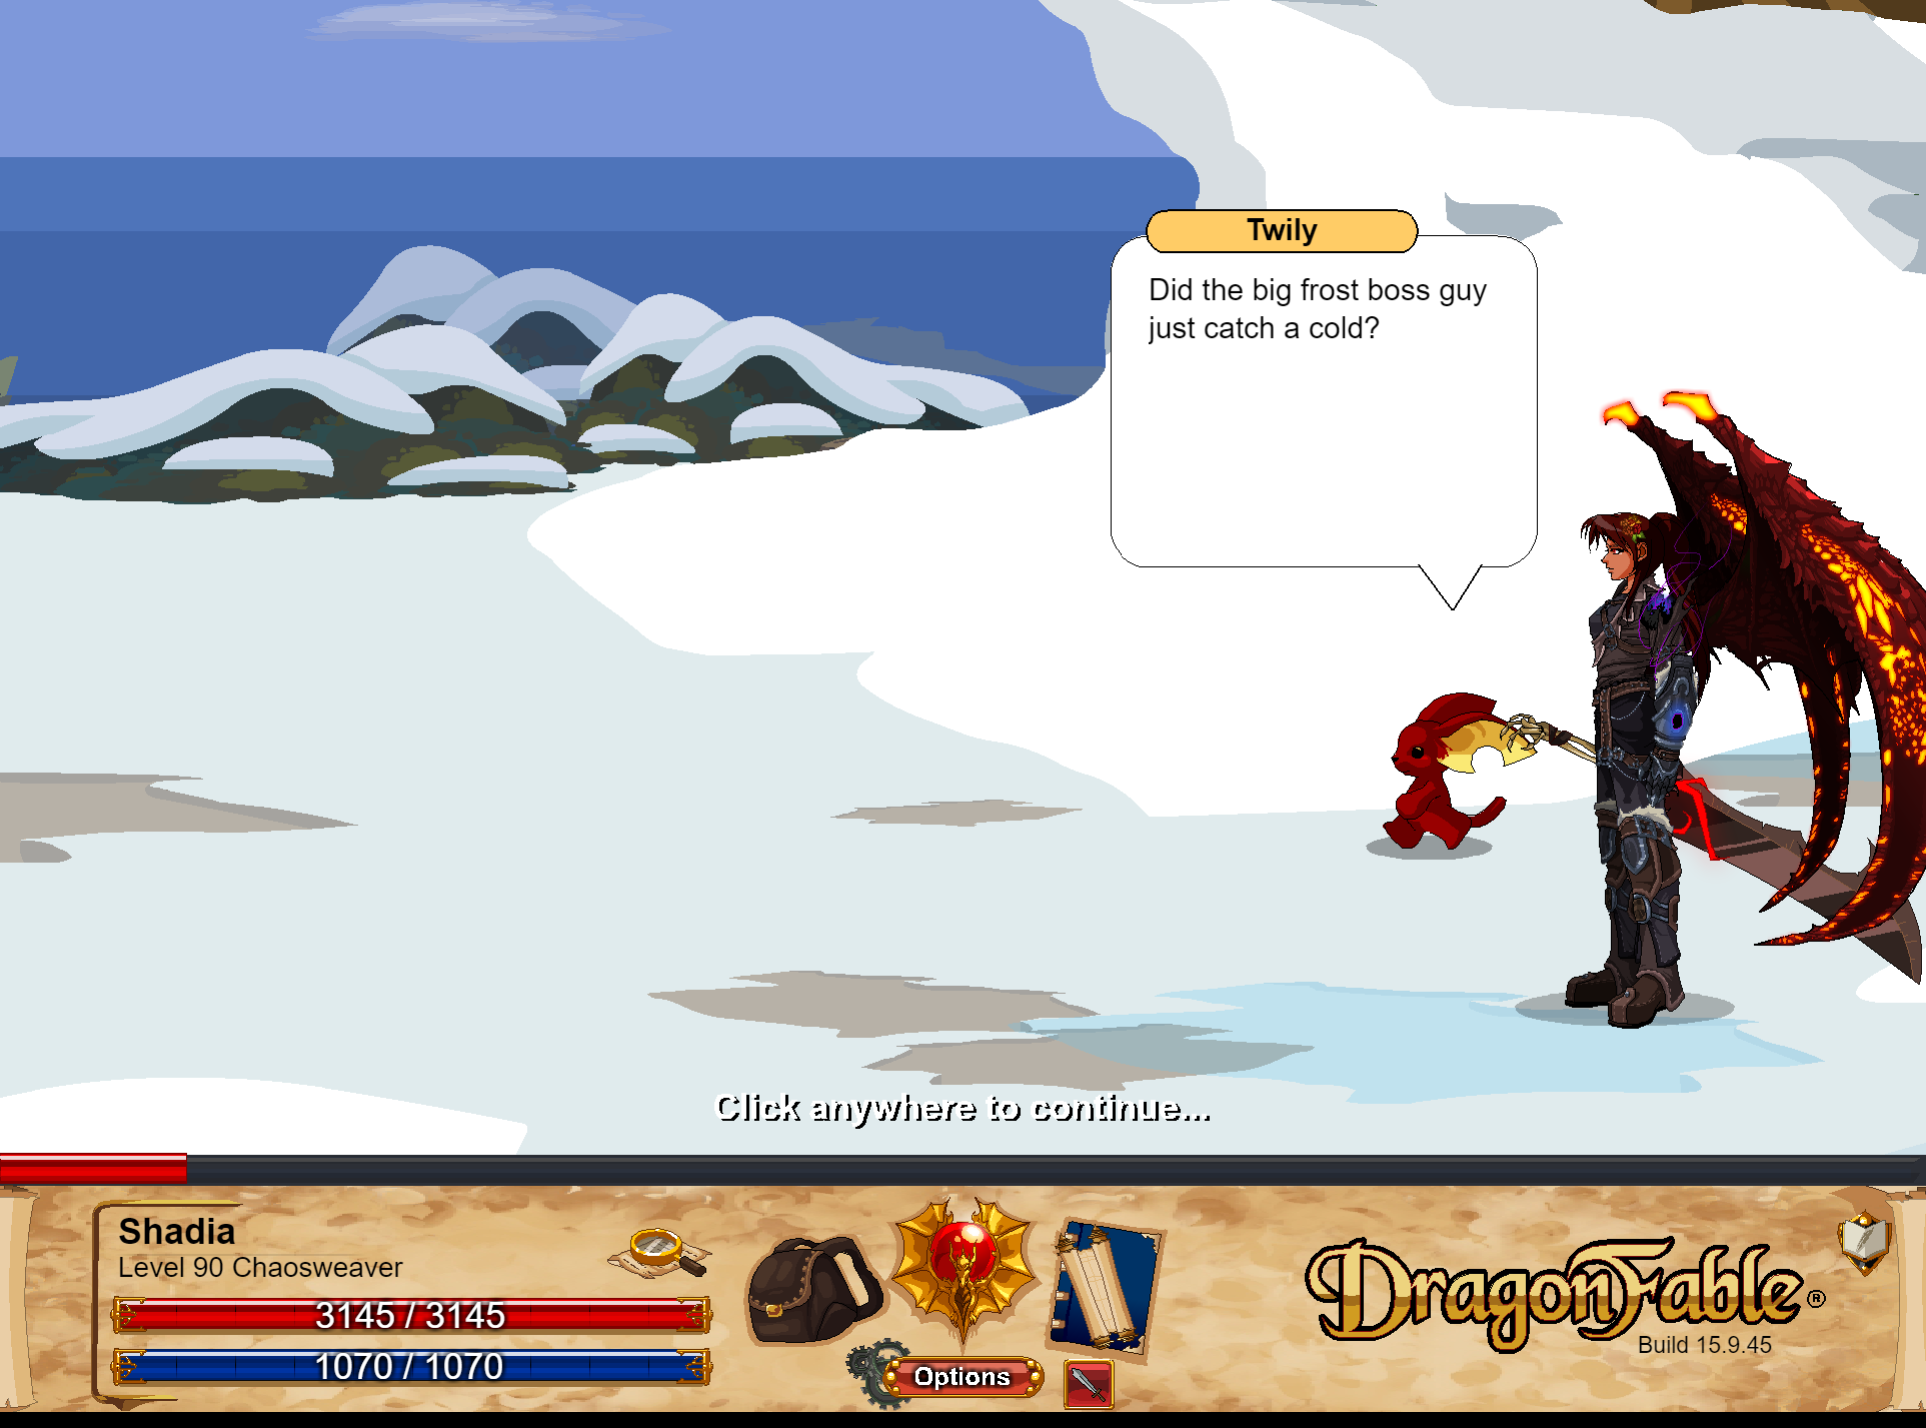 Twily
Did the big frost boss guy
just catch a cold?
Click anywhere to continue...
Shadia
Level 90 Chaosweaver
3145 / 3145
1070 / 1070
Options
DragonFable®
Build 15.9.45